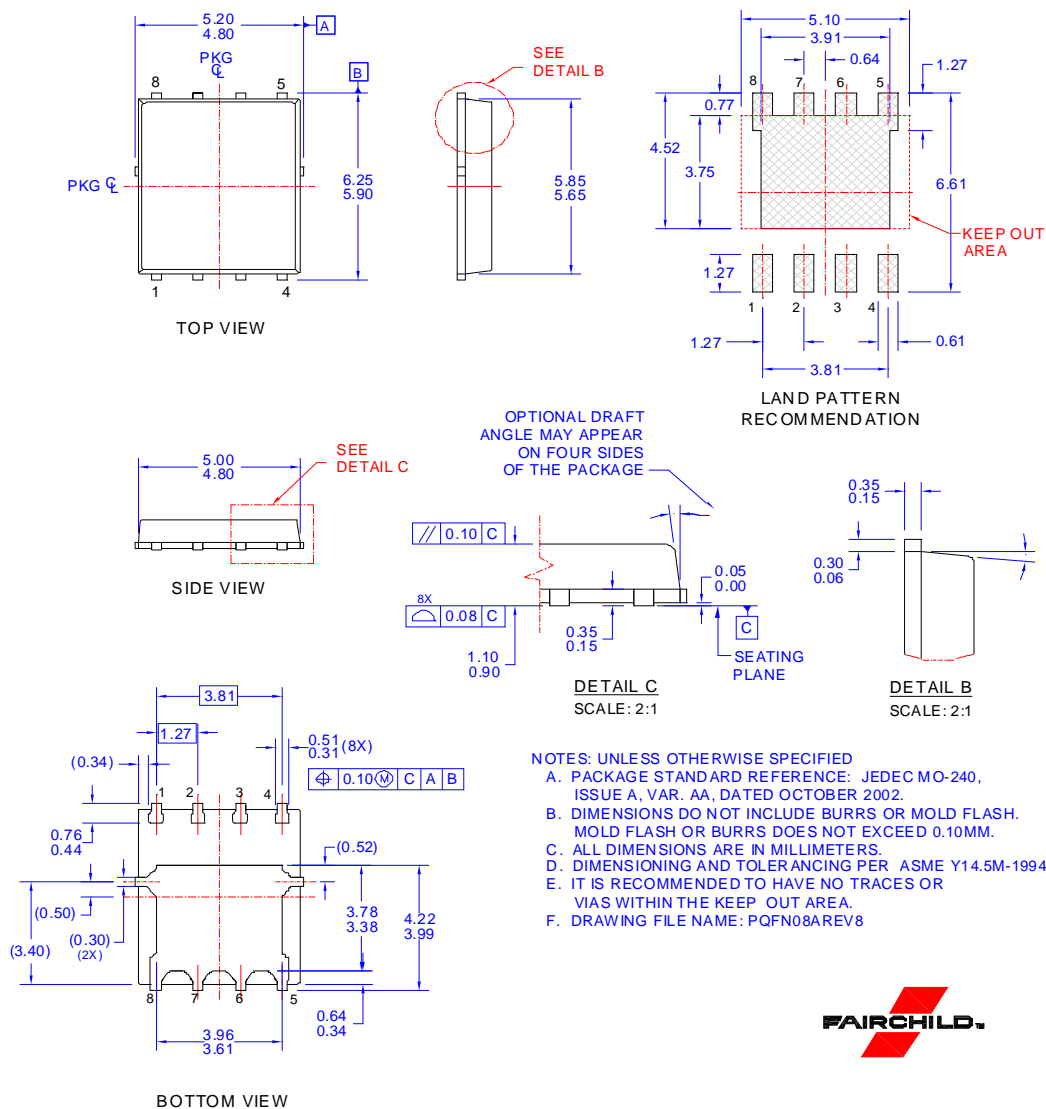 5.20
4.80
A
PKG
CL
8
5
B
PKG CL
6.25
5.90
1
4
TOP VIEW
SEE
DETAIL B
5.85
5.65
5.10
3.91
0.64
1.27
8
7
6
5
0.77
4.52
3.75
6.61
KEEP OUT
AREA
1.27
1
2
3
4
1.27
0.61
3.81
LAND PATTERN
RECOMMENDATION
5.00
4.80
SEE
DETAIL C
SIDE VIEW
OPTIONAL DRAFT
ANGLE MAY APPEAR
ON FOUR SIDES
OF THE PACKAGE
// 0.10 C
8X
0.08 C
0.05
0.00
C
0.35
0.15
1.10
0.90
SEATING
PLANE
DETAIL C
SCALE: 2:1
0.35
0.15
0.30
0.06
DETAIL B
SCALE: 2:1
3.81
1.27
0.51
0.31 (8X)
(0.34)
⌖ 0.10 Ⓜ C A B
1
2
3
4
0.76
0.44
(0.52)
(0.50)
(0.30)
(2X)
(3.40)
3.78
3.38
4.22
3.99
8
7
6
5
0.64
0.34
3.96
3.61
BOTTOM VIEW
NOTES: UNLESS OTHERWISE SPECIFIED
A. PACKAGE STANDARD REFERENCE: JEDEC MO-240,
ISSUE A, VAR. AA, DATED OCTOBER 2002.
B. DIMENSIONS DO NOT INCLUDE BURRS OR MOLD FLASH.
MOLD FLASH OR BURRS DOES NOT EXCEED 0.10MM.
C. ALL DIMENSIONS ARE IN MILLIMETERS.
D. DIMENSIONING AND TOLERANCING PER ASME Y14.5M-1994
E. IT IS RECOMMENDED TO HAVE NO TRACES OR
VIAS WITHIN THE KEEP OUT AREA.
F. DRAWING FILE NAME: PQFN08AREV8
FAIRCHILD™